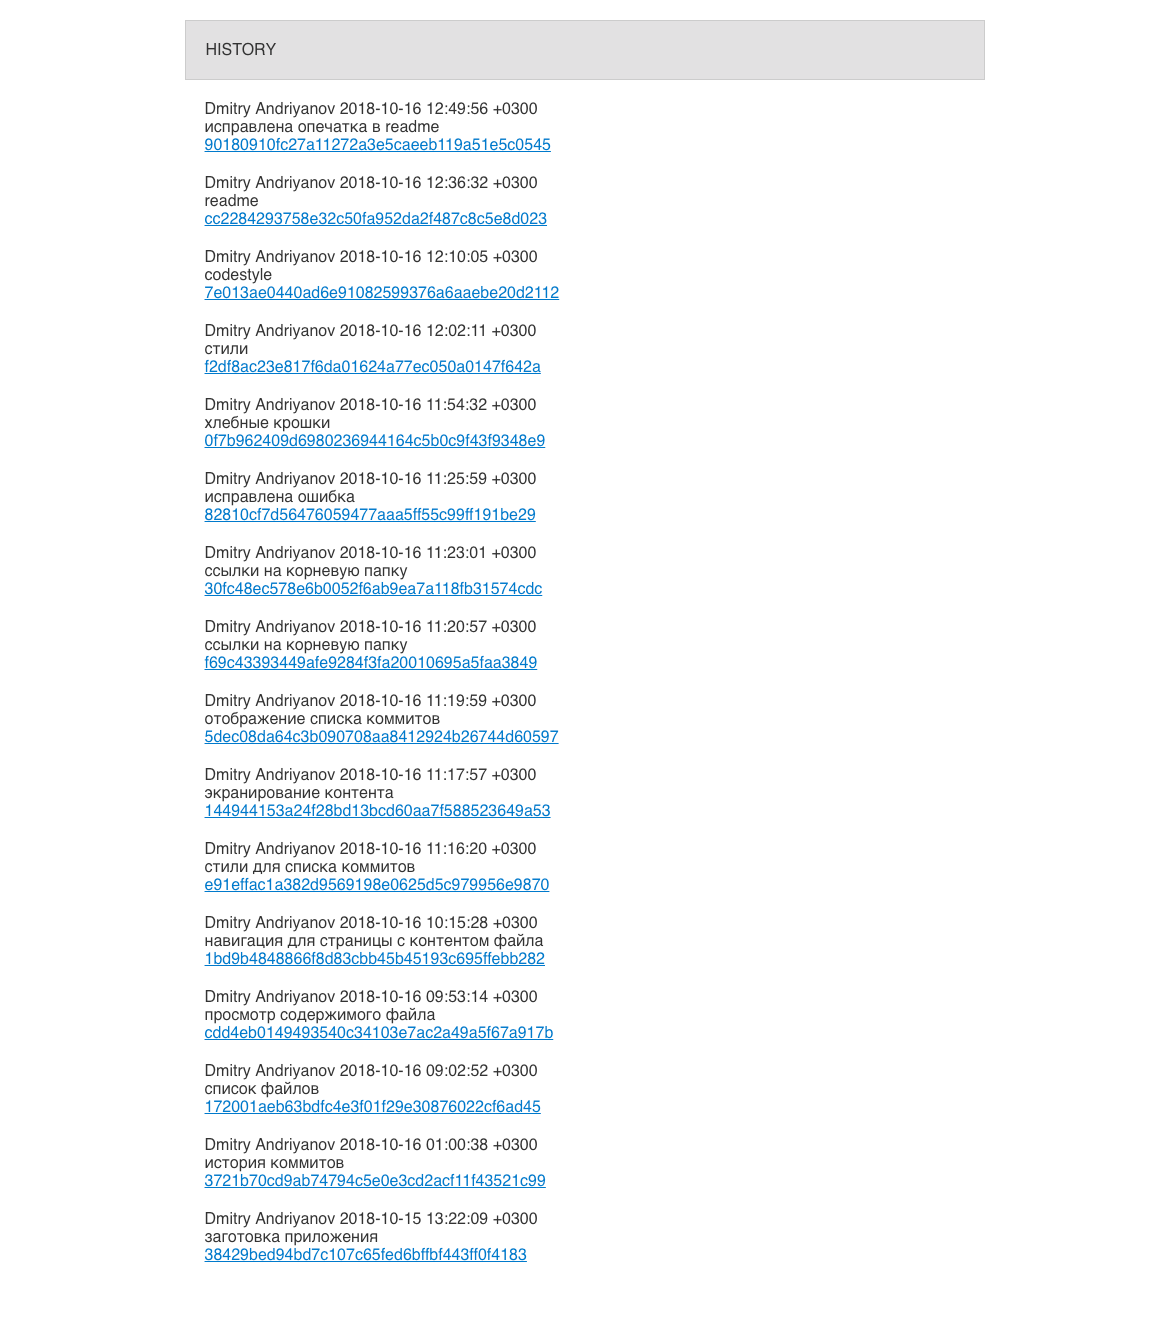 HISTORY
Dmitry Andriyanov 2018-10-16 12:49:56 +0300
исправлена опечатка в readme
90180910fc27a11272a3e5caeeb119a51e5c0545
Dmitry Andriyanov 2018-10-16 12:36:32 +0300
readme
cc2284293758e32c50fa952da2f487c8c5e8d023
Dmitry Andriyanov 2018-10-16 12:10:05 +0300
codestyle
7e013ae0440ad6e91082599376a6aaebe20d2112
Dmitry Andriyanov 2018-10-16 12:02:11 +0300
стили
f2df8ac23e817f6da01624a77ec050a0147f642a
Dmitry Andriyanov 2018-10-16 11:54:32 +0300
хлебные крошки
0f7b962409d6980236944164c5b0c9f43f9348e9
Dmitry Andriyanov 2018-10-16 11:25:59 +0300
исправлена ошибка
82810cf7d56476059477aaa5ff55c99ff191be29
Dmitry Andriyanov 2018-10-16 11:23:01 +0300
ссылки на корневую папку
30fc48ec578e6b0052f6ab9ea7a118fb31574cdc
Dmitry Andriyanov 2018-10-16 11:20:57 +0300
ссылки на корневую папку
f69c43393449afe9284f3fa20010695a5faa3849
Dmitry Andriyanov 2018-10-16 11:19:59 +0300
отображение списка коммитов
5dec08da64c3b090708aa8412924b26744d60597
Dmitry Andriyanov 2018-10-16 11:17:57 +0300
экранирование контента
144944153a24f28bd13bcd60aa7f588523649a53
Dmitry Andriyanov 2018-10-16 11:16:20 +0300
стили для списка коммитов
e91effac1a382d9569198e0625d5c979956e9870
Dmitry Andriyanov 2018-10-16 10:15:28 +0300
навигация для страницы с контентом файла
1bd9b4848866f8d83cbb45b45193c695ffebb282
Dmitry Andriyanov 2018-10-16 09:53:14 +0300
просмотр содержимого файла
cdd4eb0149493540c34103e7ac2a49a5f67a917b
Dmitry Andriyanov 2018-10-16 09:02:52 +0300
список файлов
172001aeb63bdfc4e3f01f29e30876022cf6ad45
Dmitry Andriyanov 2018-10-16 01:00:38 +0300
история коммитов
3721b70cd9ab74794c5e0e3cd2acf11f43521c99
Dmitry Andriyanov 2018-10-15 13:22:09 +0300
заготовка приложения
38429bed94bd7c107c65fed6bffbf443ff0f4183